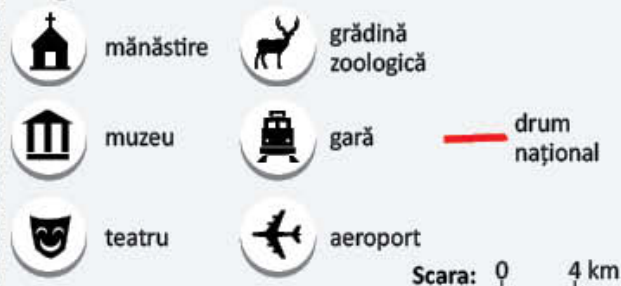 mănăstire
grădină
zoologică
muzeu
gară
drum
național
teatru
aeroport
Scara: 0 4 km